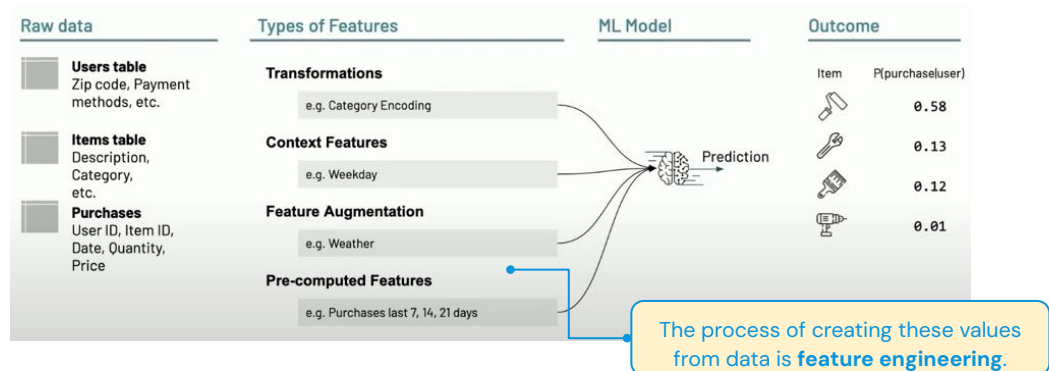 Raw data
Types of Features
ML Model
Outcome
Users table
Zip code, Payment
methods, etc.
Items table
Description,
Category,
etc.
Purchases
User ID, Item ID,
Date, Quantity,
Price
Transformations
e.g. Category Encoding
Context Features
e.g. Weekday
Feature Augmentation
e.g. Weather
Pre-computed Features
e.g. Purchases last 7, 14, 21 days
Prediction
Item P(purchase|user)
0.58
0.13
0.12
0.01
The process of creating these values
from data is feature engineering.